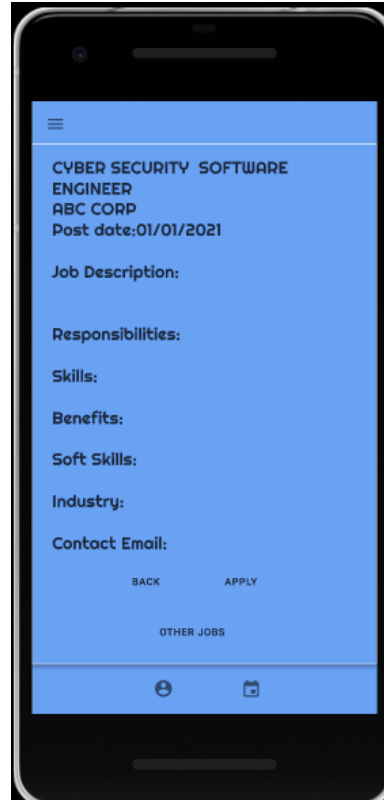 CYBER SECURITY SOFTWARE
ENGINEER
ABC CORP
Post date:01/01/2021
Job Description:
Responsibilities:
Skills:
Benefits:
Soft Skills:
Industry:
Contact Email:
BACK APPLY
OTHER JOBS